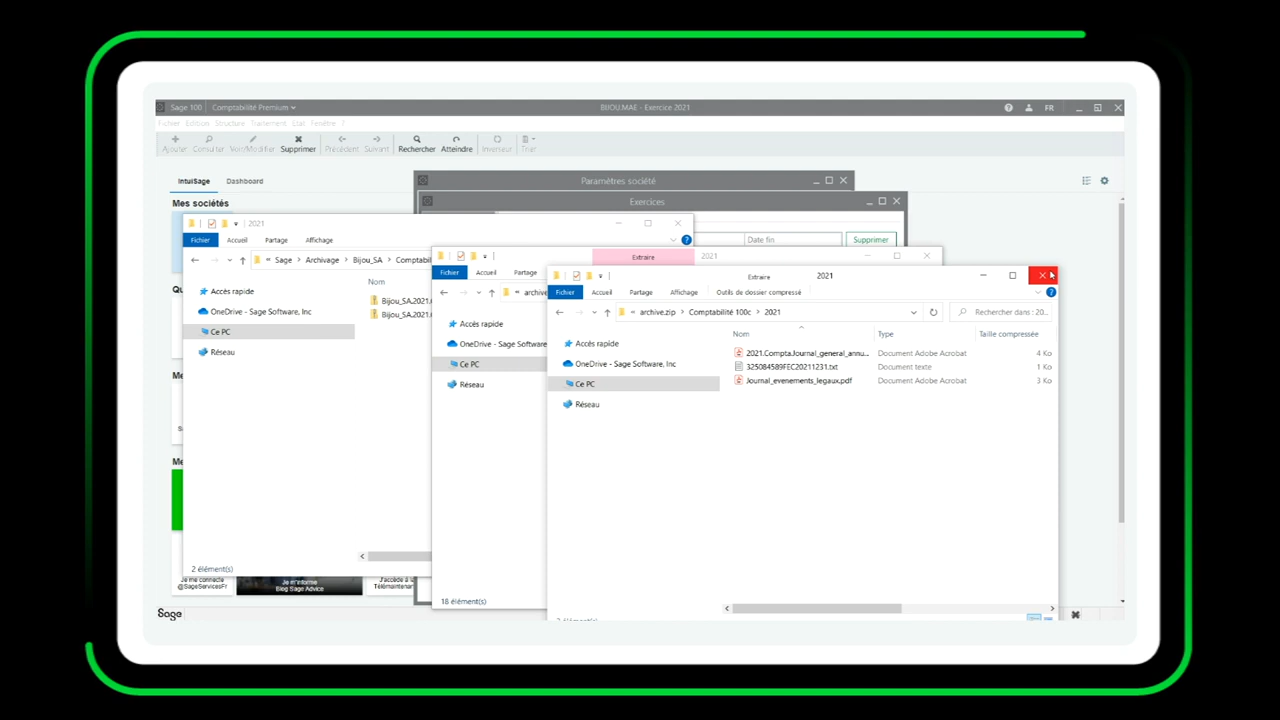 Sage 100 Comptabilité Premium
BIJOU.MAE - Exercice 2021
FR
Fichier Edition Structure Traitement Etat Fenêtre ?
Ajouter Consulter Voir/Modifier Supprimer Précédent Suivant Rechercher Atteindre Inverseur Trier
IntuiSage Dashboard
Paramètres société
Mes sociétés
Exercices
2021
Date fin
Supprimer
Fichier Accueil Partage Affichage
Sage > Archivage > Bijou_SA >
Extraire
2021
Nom
Accès rapide
Bijou_SA.2021.
OneDrive - Sage Software, Inc
Bijou_SA.2021.
Ce PC
Réseau
2 élément(s)
Fichier Accueil Partage
Accès rapide
OneDrive - Sage Software
Ce PC
Réseau
18 élément(s)
Extraire
2021
Fichier Accueil Partage Affichage Outils de dossier compressé
archive.zip > Comptabilité 100c > 2021
Rechercher dans : 20...
Nom Type Taille compressée
Accès rapide
OneDrive - Sage Software, Inc
Ce PC
Réseau
2021.Compta.Journal_general_annu... Document Adobe Acrobat 4 Ko
325084589FEC20211231.txt Document texte 1 Ko
Journal_evenements_legaux.pdf Document Adobe Acrobat 3 Ko
Je me connecte
@SageServicesFr
Je m'informe
Blog Sage Advice
J'accède à
Sage